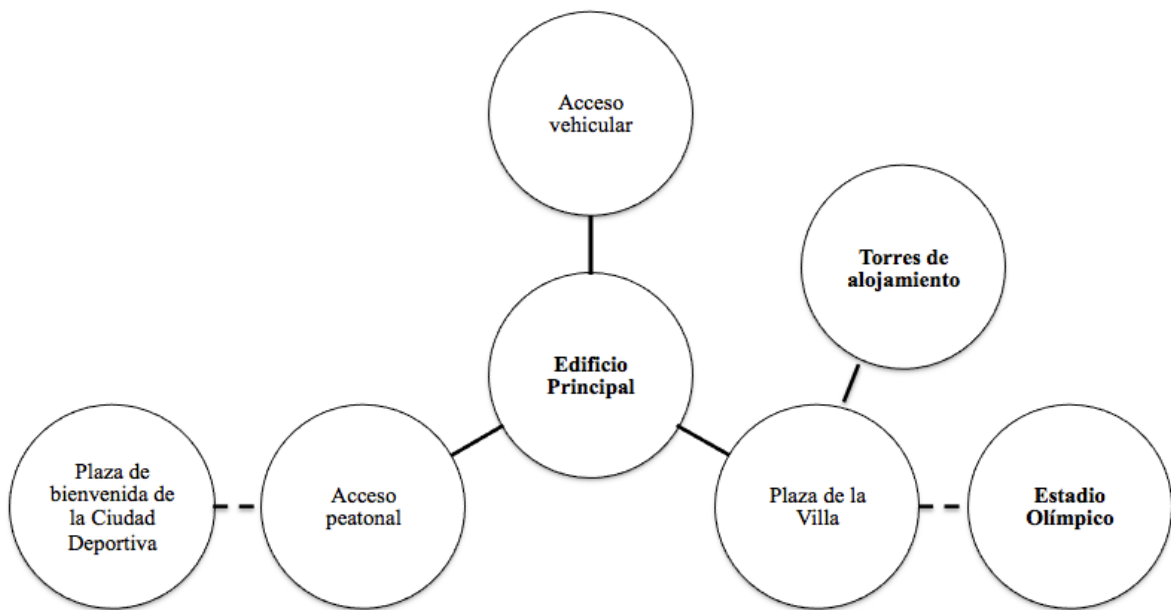 Acceso
vehicular
Torres de
alojamiento
Edificio
Principal
Plaza de
bienvenida de
la Ciudad
Deportiva
Acceso
peatonal
Plaza de la
Villa
Estadio
Olímpico